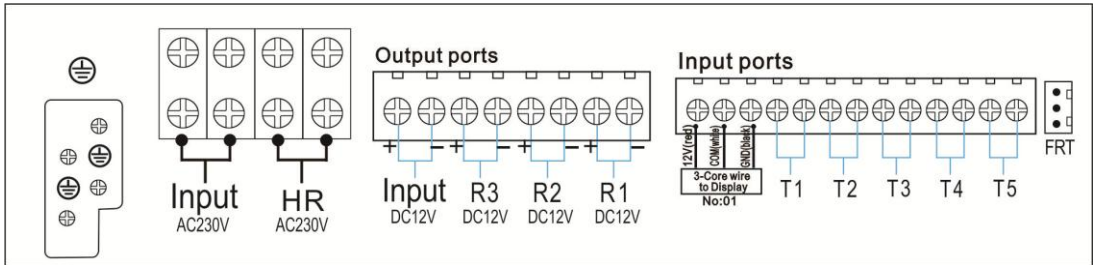 Output ports
Input ports
+ − + − + − + −
12V(red)
COM(white)
GND(black)
3-Core wire
to Display
No:01
Input
AC230V
HR
AC230V
Input
DC12V
R3
DC12V
R2
DC12V
R1
DC12V
T1
T2
T3
T4
T5
FRT